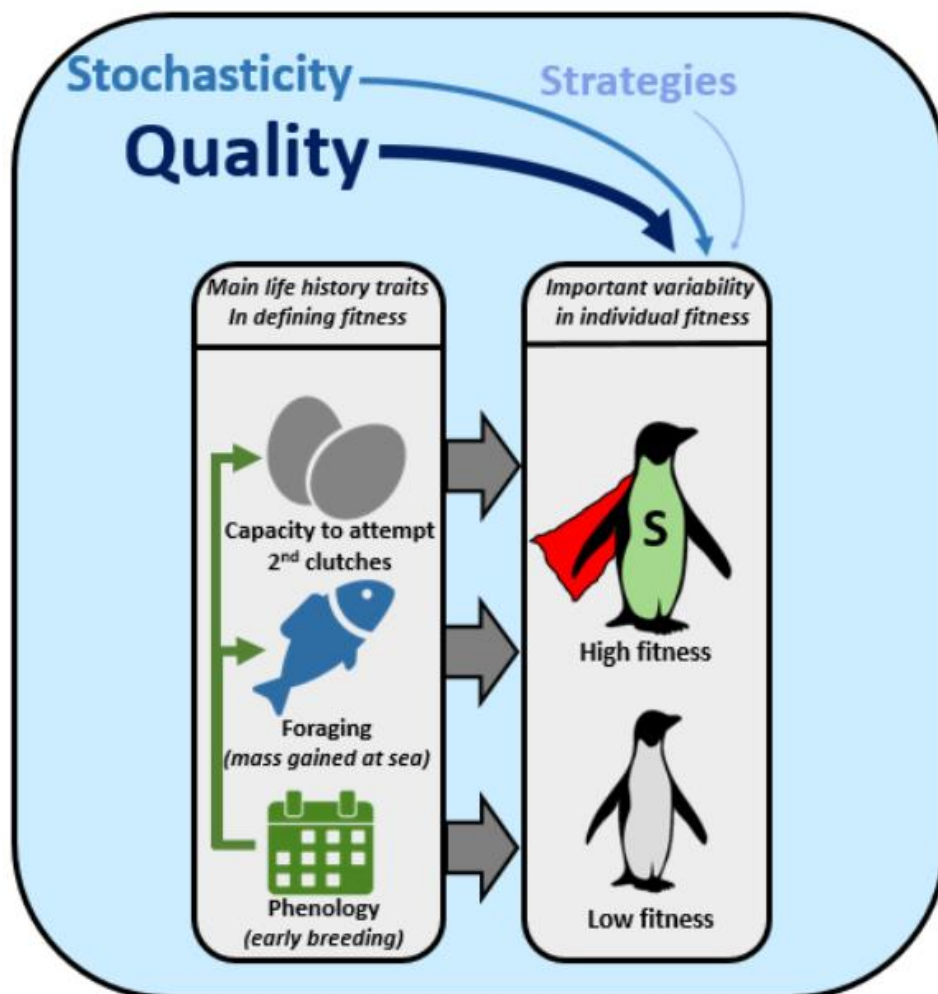 Stochasticity
Strategies
Quality
Main life history traits
In defining fitness
Important variability
in individual fitness
Capacity to attempt
2nd clutches
S
High fitness
Foraging
(mass gained at sea)
Phenology
(early breeding)
Low fitness